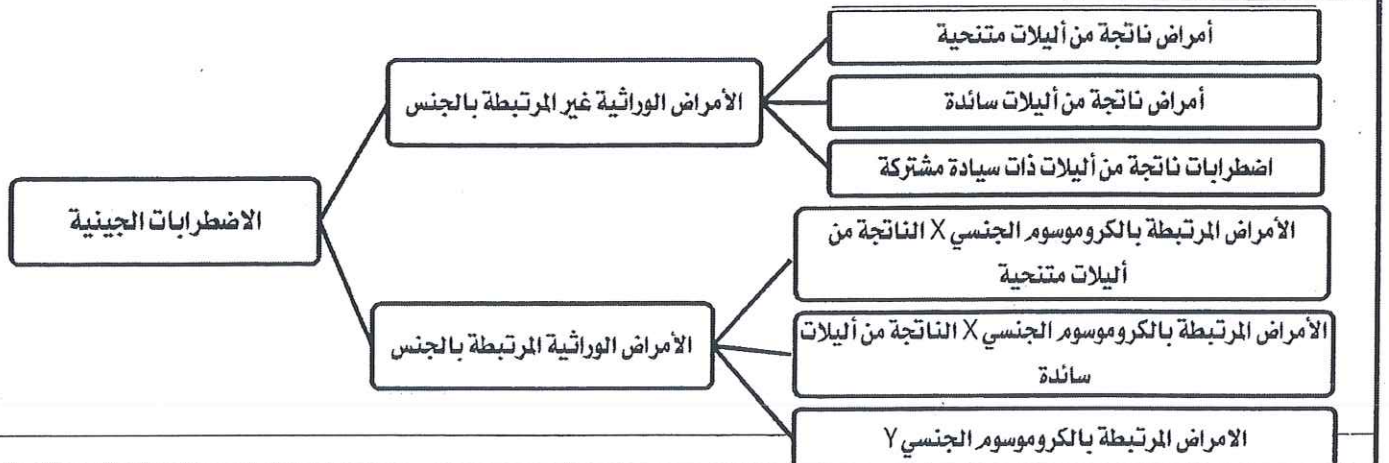 الاضطرابات الجينية
الأمراض الوراثية غير المرتبطة بالجنس
أمراض ناتجة من أليلات متنحية
أمراض ناتجة من أليلات سائدة
اضطرابات ناتجة من أليلات ذات سيادة مشتركة
الأمراض الوراثية المرتبطة بالجنس
الأمراض المرتبطة بالكروموسوم الجنسي X الناتجة من
أليلات متنحية
الأمراض المرتبطة بالكروموسوم الجنسي X الناتجة من أليلات
سائدة
الامراض المرتبطة بالكروموسوم الجنسي Y